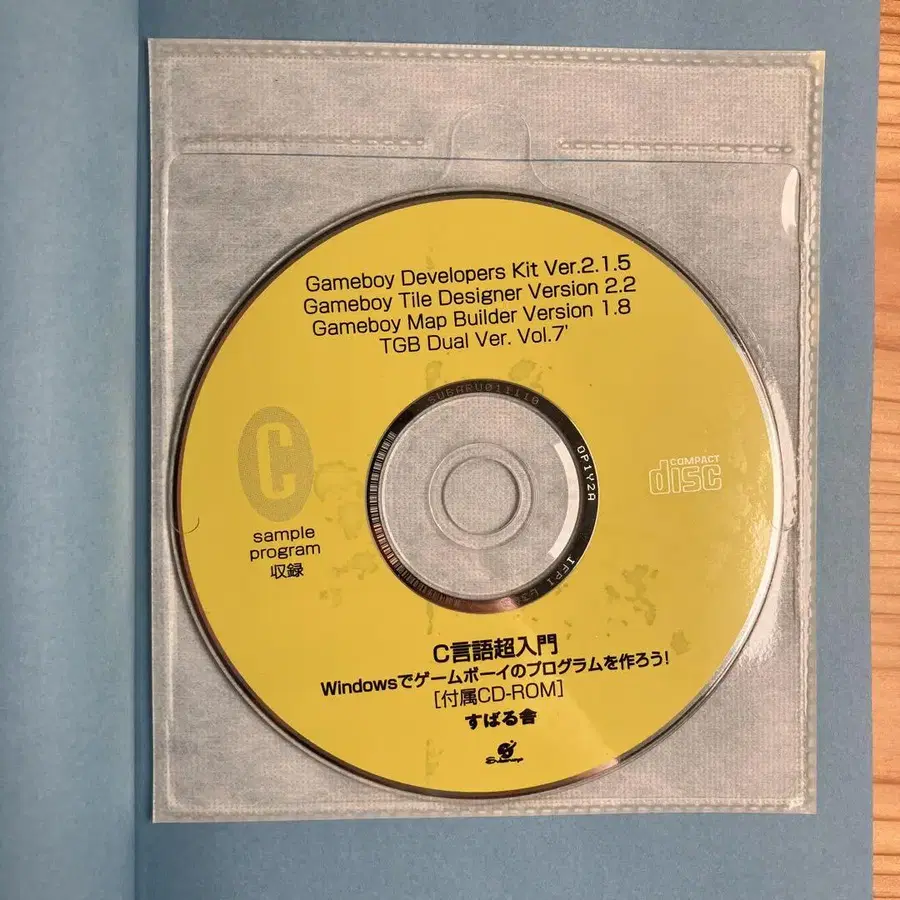 Gameboy Developers Kit Ver.2.1.5
Gameboy Tile Designer Version 2.2
Gameboy Map Builder Version 1.8
TGB Dual Ver. Vol.7'
SUBARU011110
OP1Y2A
IFPI
C
sample
program
収録
COMPACT
disc
C言語超入門
Windowsでゲームボーイのプログラムを作ろう!
[付属CD-ROM]
すばる舎